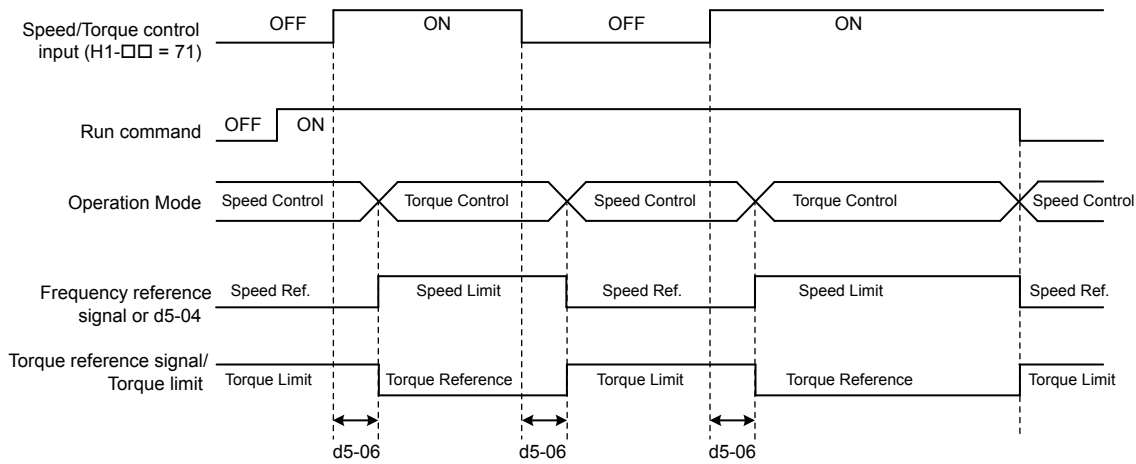 Speed/Torque control
input (H1-□□ = 71)
OFF ON OFF ON
Run command
OFF ON
Operation Mode
Speed Control Torque Control Speed Control Torque Control Speed Control
Frequency reference
signal or d5-04
Speed Ref. Speed Limit Speed Ref. Speed Limit Speed Ref.
Torque reference signal/
Torque limit
Torque Limit Torque Reference Torque Limit Torque Reference Torque Limit
d5-06 d5-06 d5-06